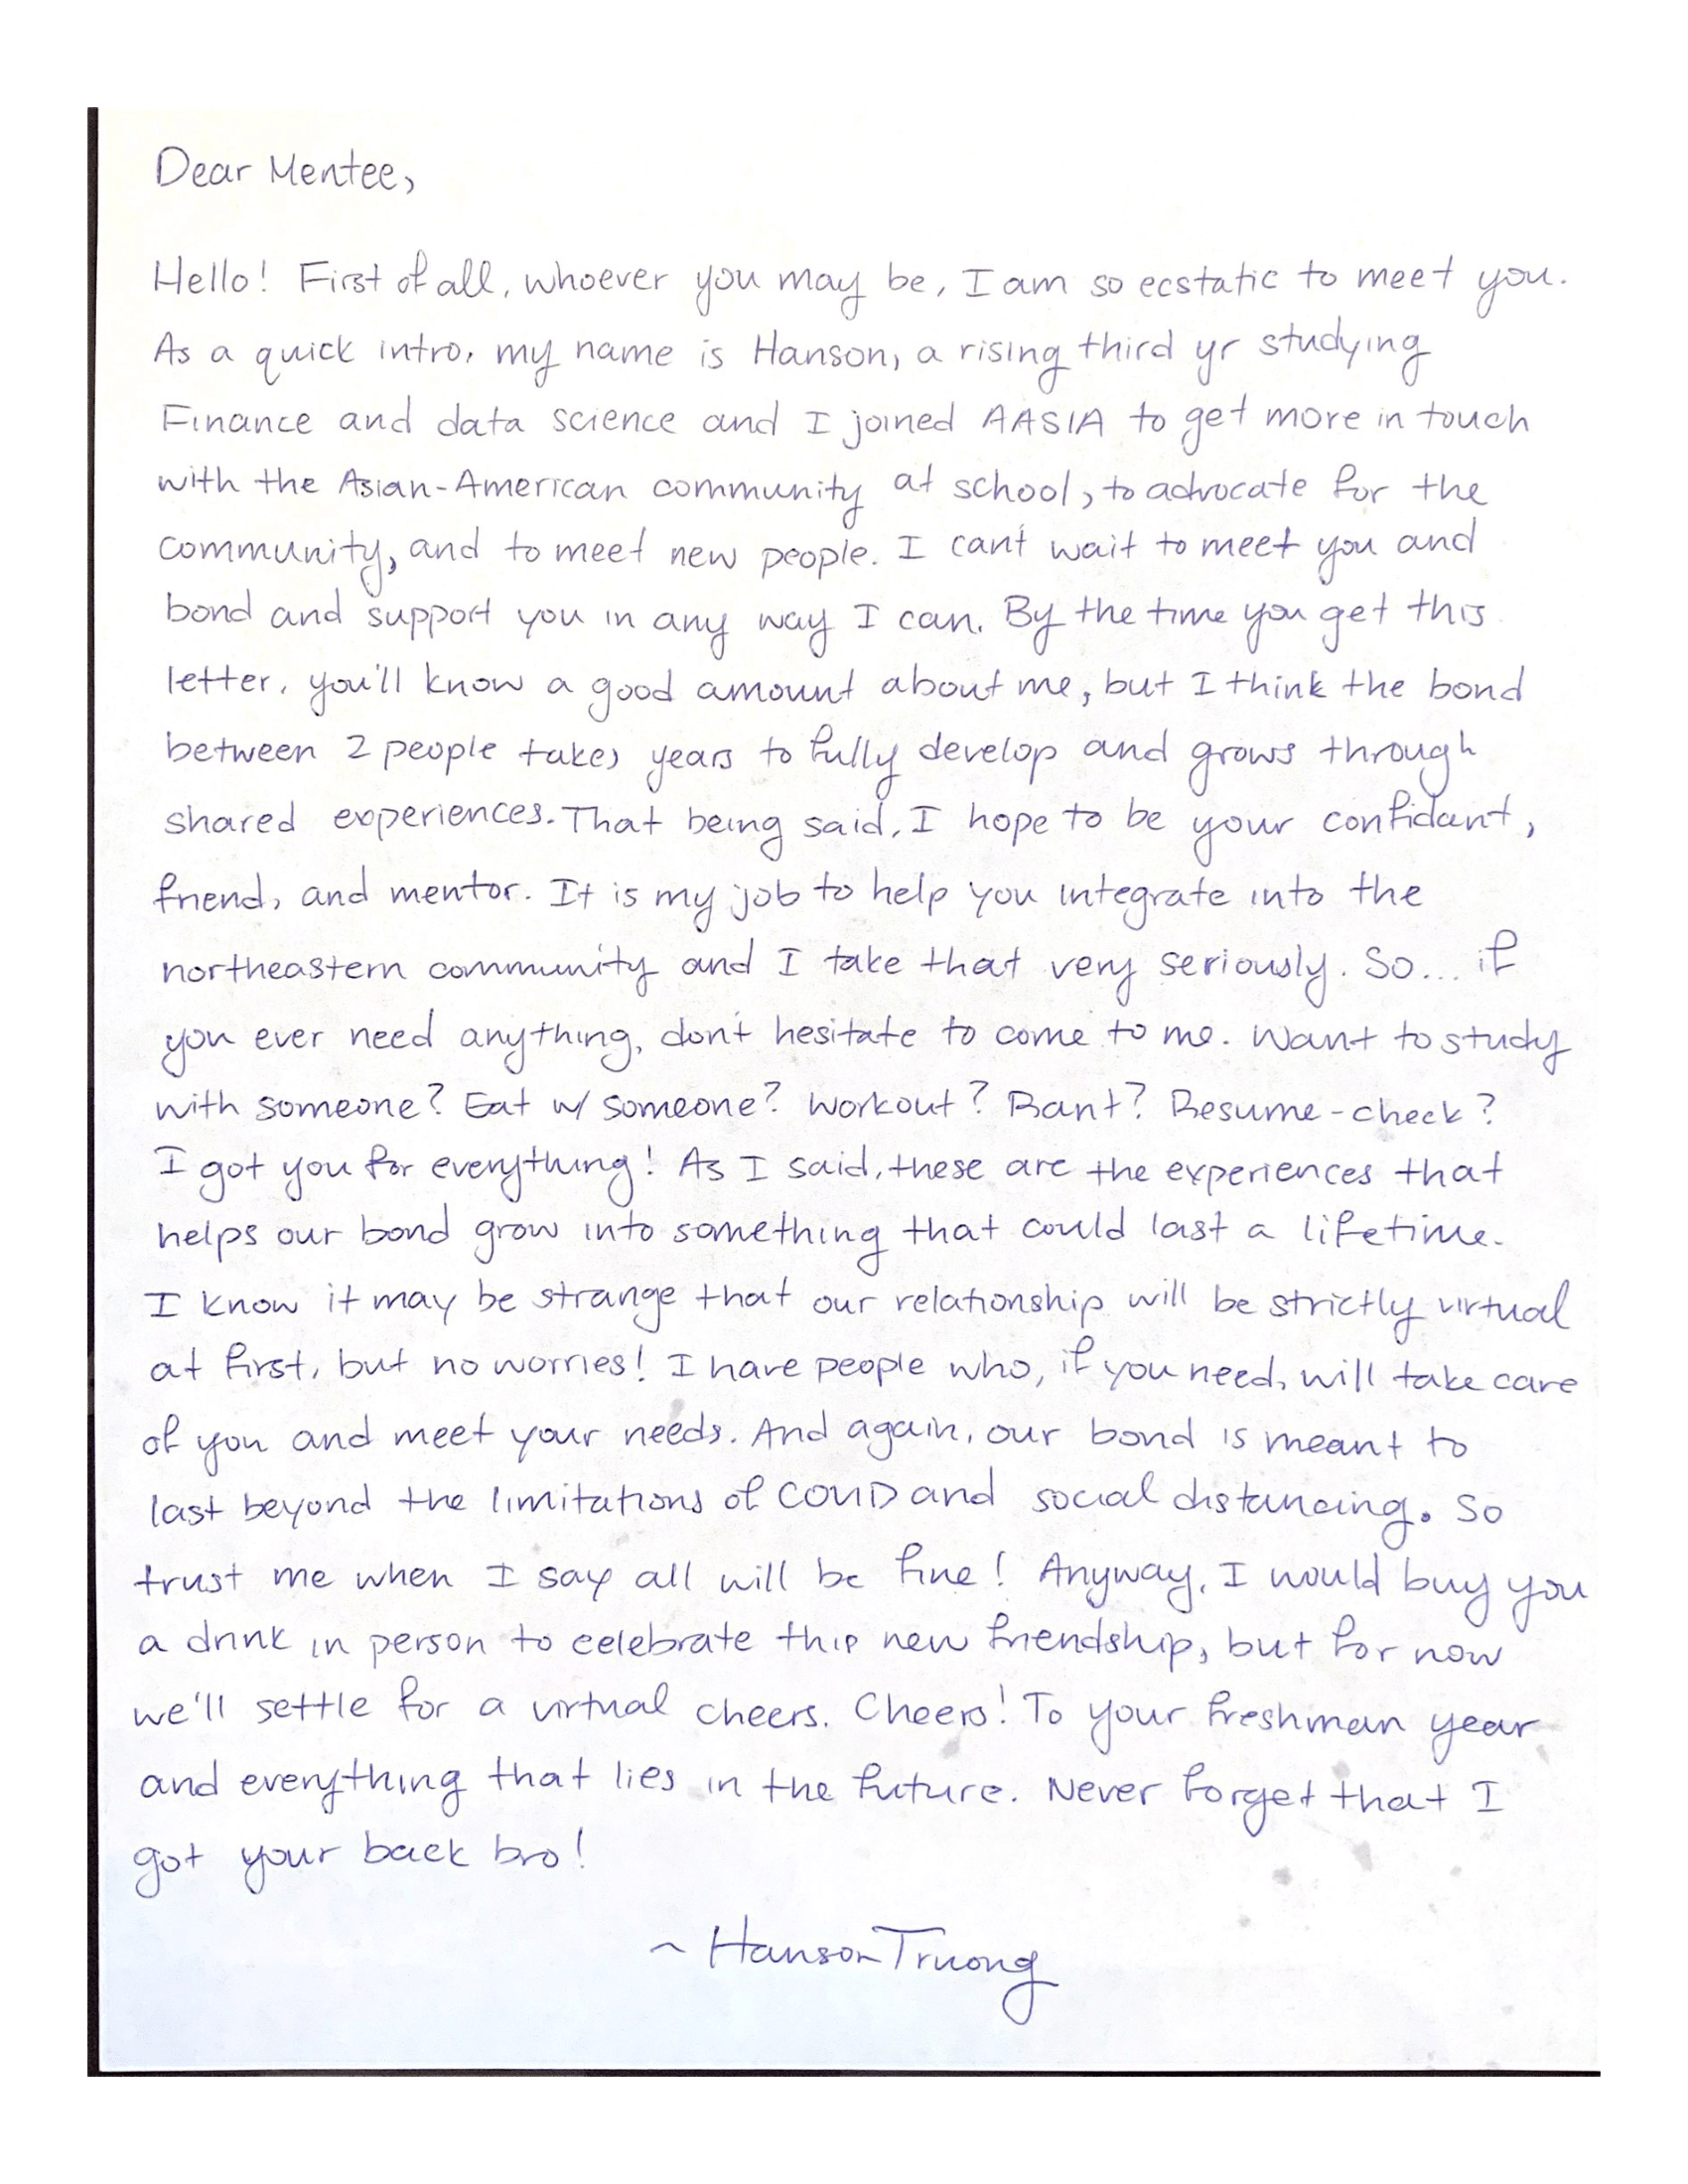 Dear Mentee,
Hello! First of all, whoever you may be, I am so ecstatic to meet you.
As a quick intro, my name is Hanson, a rising third yr studying
Finance and data science and I joined AASIA to get more in touch
with the Asian-American community at school, to advocate for the
community, and to meet new people. I can't wait to meet you and
bond and support you in any way I can. By the time you get this
letter, you'll know a good amount about me, but I think the bond
between 2 people takes years to fully develop and grows through
shared experiences. That being said, I hope to be your confidant,
friend, and mentor. It is my job to help you integrate into the
northeastern community and I take that very seriously. So... if
you ever need anything, don't hesitate to come to me. Want to study
with someone? Eat w/ someone? Workout? Rant? Resume-check?
I got you for everything! As I said, these are the experiences that
helps our bond grow into something that could last a lifetime.
I know it may be strange that our relationship will be strictly virtual
at first, but no worries! I have people who, if you need, will take care
of you and meet your needs. And again, our bond is meant to
last beyond the limitations of COVID and social distancing. So
trust me when I say all will be fine! Anyway, I would buy you
a drink in person to celebrate this new friendship, but for now
we'll settle for a virtual cheers. Cheers! To your freshman year
and everything that lies in the future. Never forget that I
got your back bro!
~ Hanson Truong